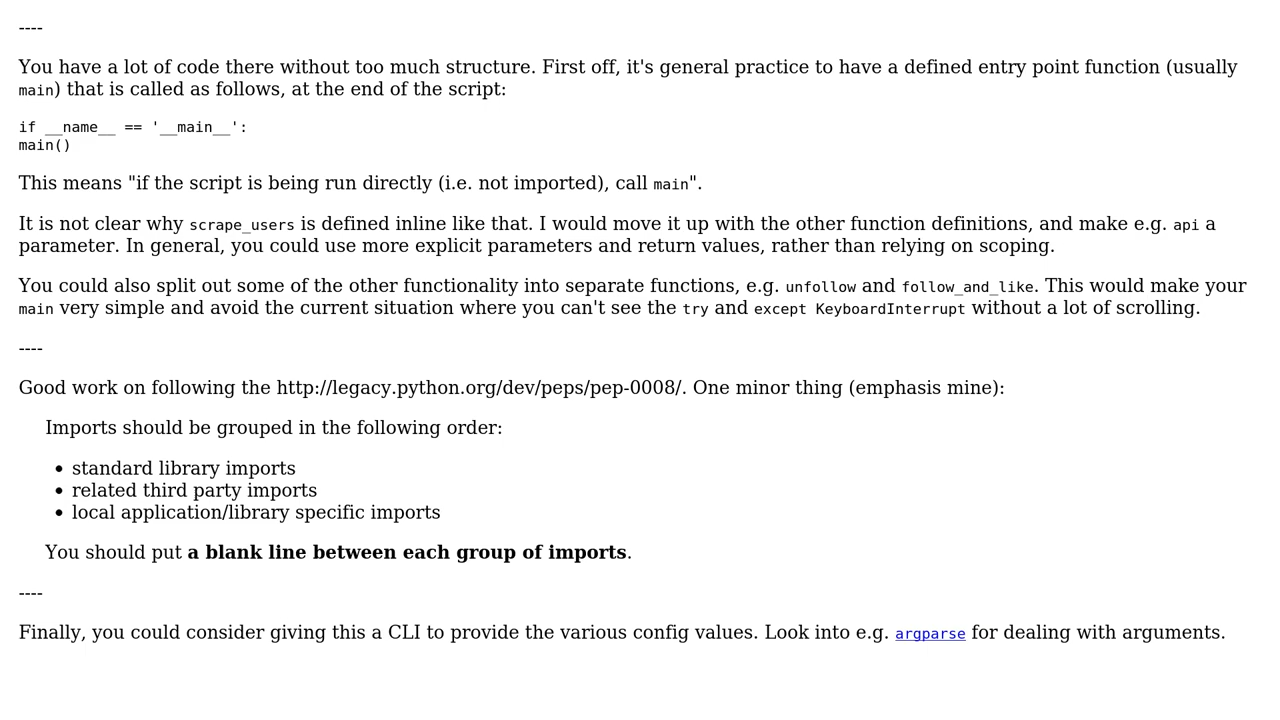 ----
You have a lot of code there without too much structure. First off, it's general practice to have a defined entry point function (usually
main) that is called as follows, at the end of the script:
if __name__ == '__main__':
main()
This means "if the script is being run directly (i.e. not imported), call main".
It is not clear why scrape_users is defined inline like that. I would move it up with the other function definitions, and make e.g. api a
parameter. In general, you could use more explicit parameters and return values, rather than relying on scoping.
You could also split out some of the other functionality into separate functions, e.g. unfollow and follow_and_like. This would make your
main very simple and avoid the current situation where you can't see the try and except KeyboardInterrupt without a lot of scrolling.
----
Good work on following the http://legacy.python.org/dev/peps/pep-0008/. One minor thing (emphasis mine):
Imports should be grouped in the following order:
• standard library imports
• related third party imports
• local application/library specific imports
You should put a blank line between each group of imports.
----
Finally, you could consider giving this a CLI to provide the various config values. Look into e.g. argparse for dealing with arguments.